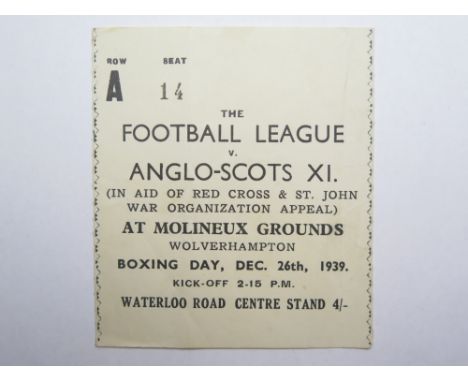 ROW SEAT
A 14
THE
FOOTBALL LEAGUE
v.
ANGLO-SCOTS XI.
(IN AID OF RED CROSS & ST. JOHN
WAR ORGANIZATION APPEAL)
AT MOLINEUX GROUNDS
WOLVERHAMPTON
BOXING DAY, DEC. 26th, 1939.
KICK-OFF 2-15 P.M.
WATERLOO ROAD CENTRE STAND 4/-